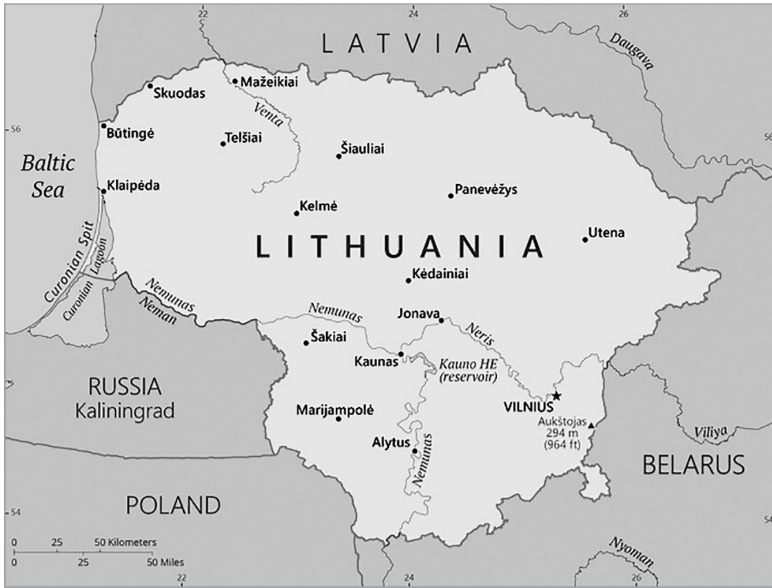 22
24
26
LATVIA
Daugava
Mažeikiai
Skuodas
Venta
56
Būtingė
Telšiai
Šiauliai
56
Baltic
Sea
Klaipėda
Panevėžys
Kelmė
Utena
LITHUANIA
Curonian Spit
Curonian Lagoon
Kėdainiai
Nemunas
Neman
Nemunas
Jonava
Neris
Šakiai
Kaunas
Kauno HE
(reservoir)
RUSSIA
Kaliningrad
VILNIUS
Marijampolė
Aukštojas
294 m
(964 ft)
Viliya
Alytus
Nemunas
BELARUS
POLAND
54
54
0 25 50 Kilometers
0 25 50 Miles
Nyoman
22
24
26